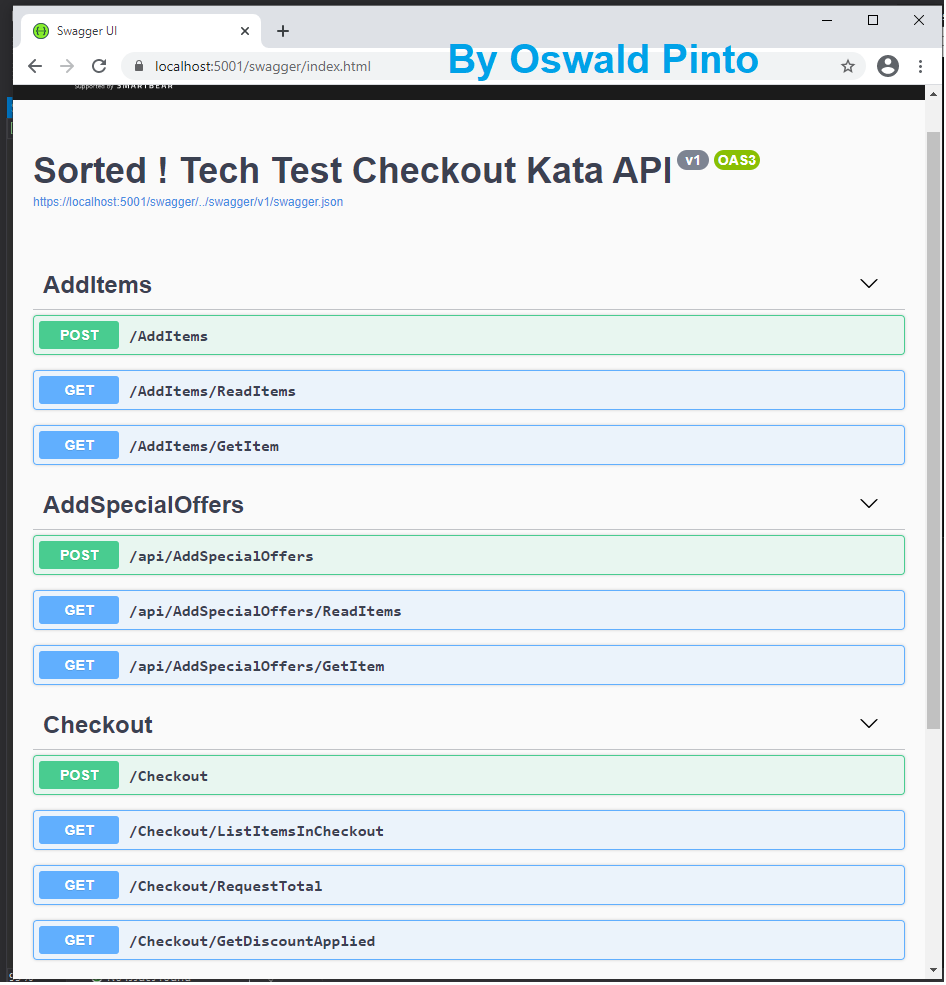 Swagger UI
localhost:5001/swagger/index.html
By Oswald Pinto
Supported by SMARTBEAR
Sorted ! Tech Test Checkout Kata API v1 OAS3
https://localhost:5001/swagger/../swagger/v1/swagger.json
AddItems
POST /AddItems
GET /AddItems/ReadItems
GET /AddItems/GetItem
AddSpecialOffers
POST /api/AddSpecialOffers
GET /api/AddSpecialOffers/ReadItems
GET /api/AddSpecialOffers/GetItem
Checkout
POST /Checkout
GET /Checkout/ListItemsInCheckout
GET /Checkout/RequestTotal
GET /Checkout/GetDiscountApplied